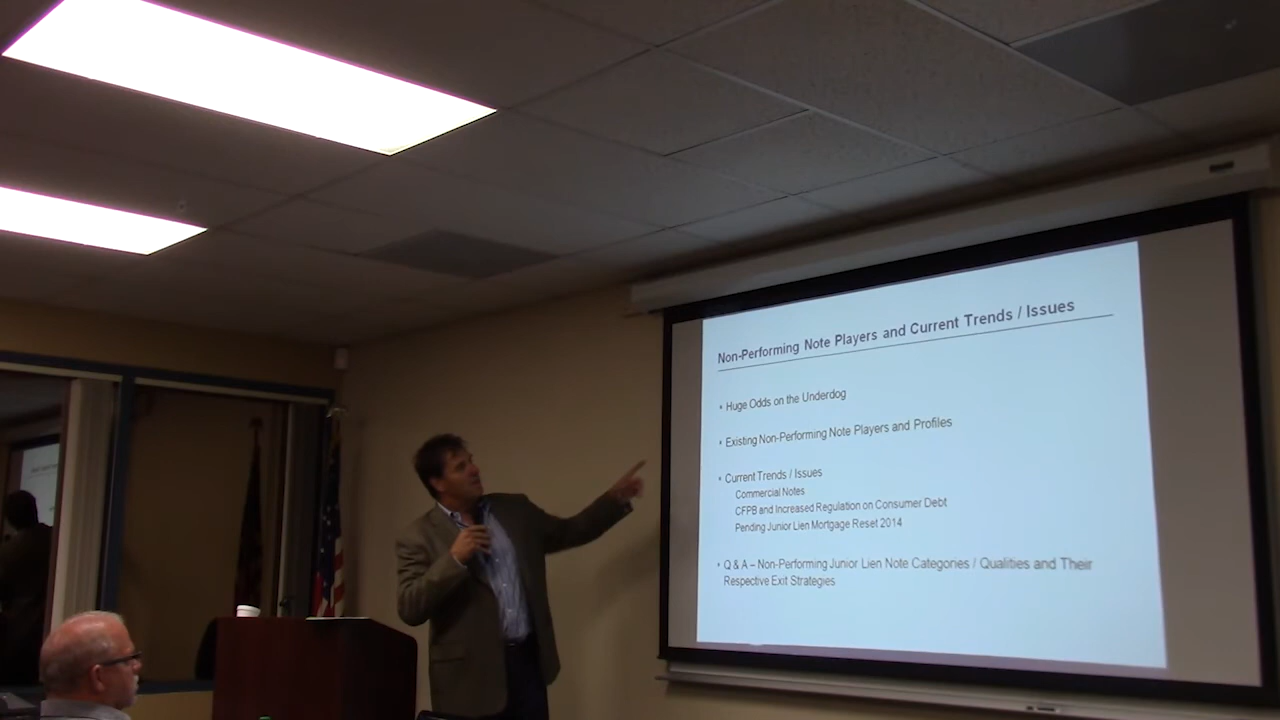 Non-Performing Note Players and Current Trends / Issues
• Huge Odds on the Underdog
• Existing Non-Performing Note Players and Profiles
• Current Trends / Issues
Commercial Notes
CFPB and Increased Regulation on Consumer Debt
Pending Junior Lien Mortgage Reset 2014
• Q & A – Non-Performing Junior Lien Note Categories / Qualities and Their
Respective Exit Strategies